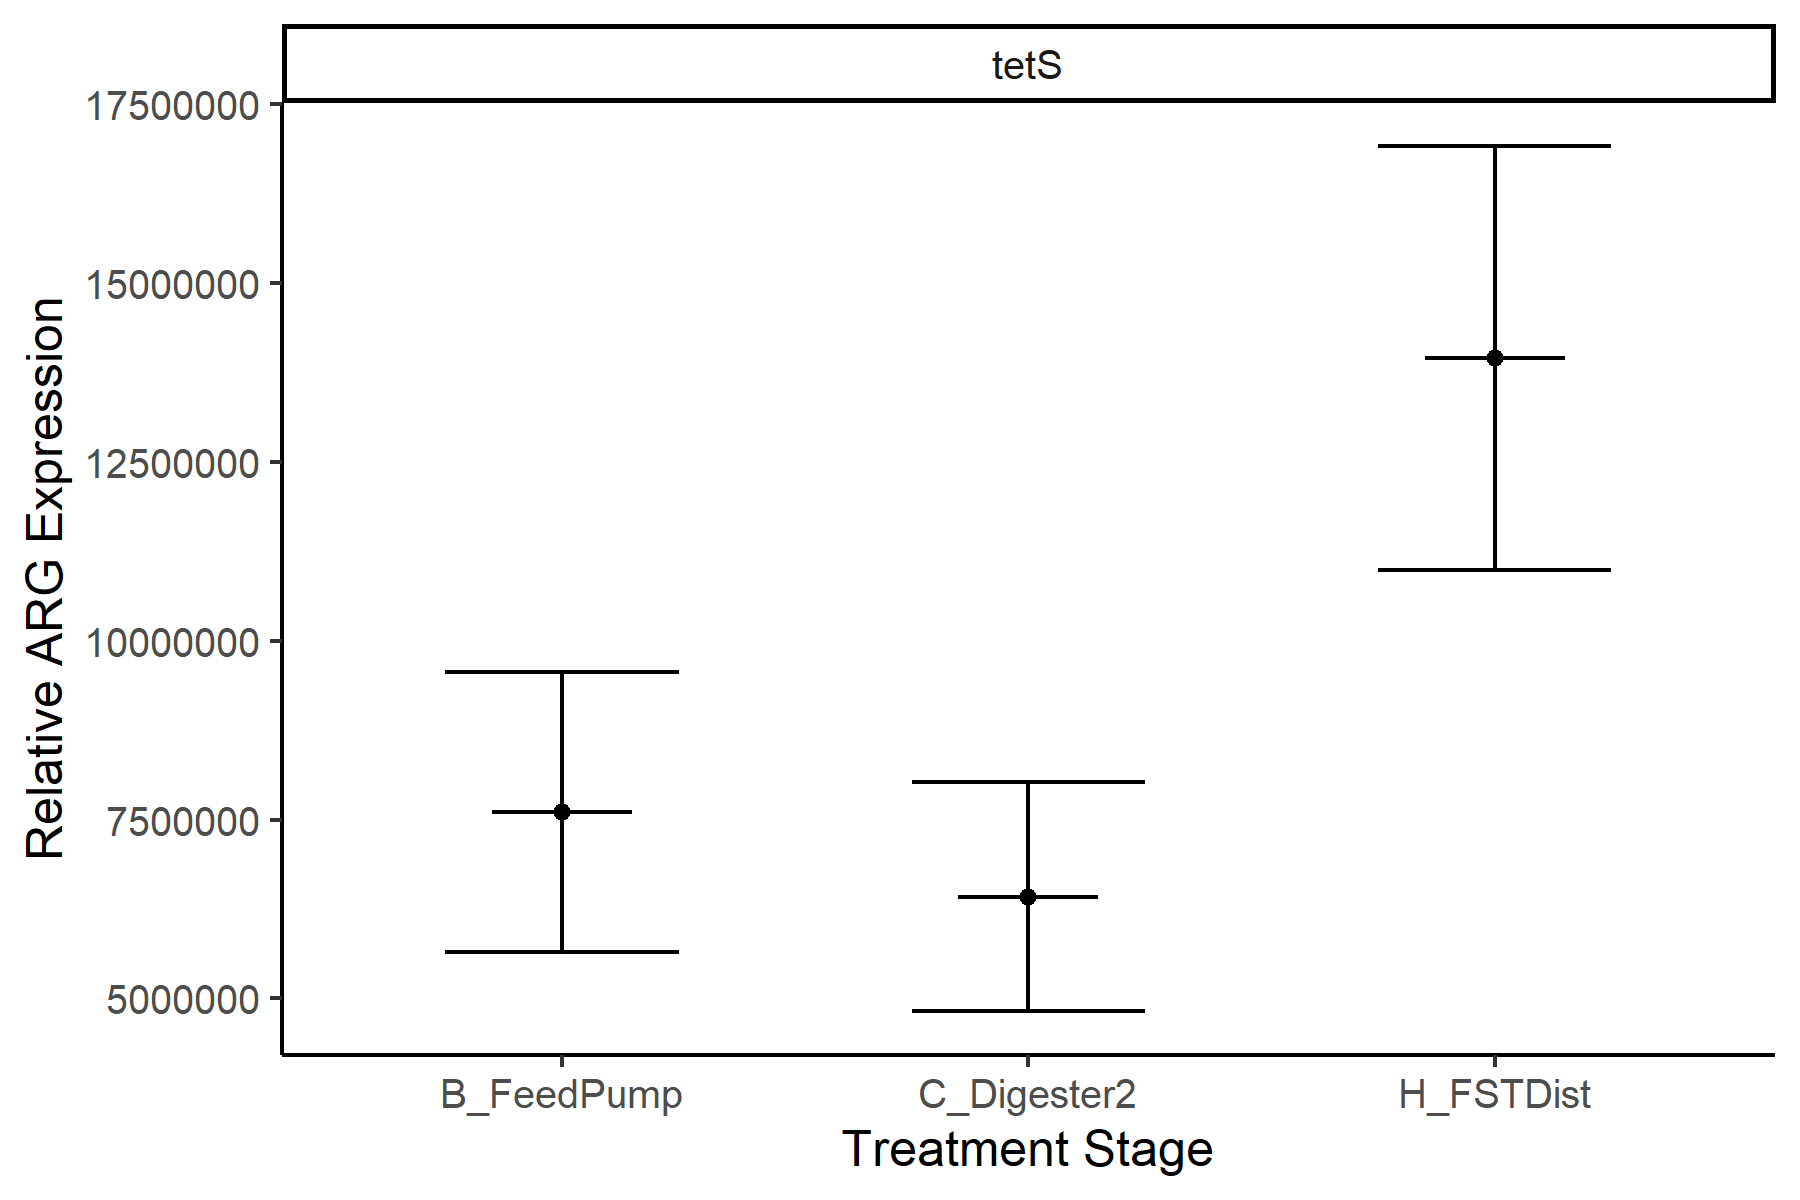 tetS
17500000
15000000
12500000
10000000
7500000
5000000
Relative ARG Expression
B_FeedPump
C_Digester2
H_FSTDist
Treatment Stage